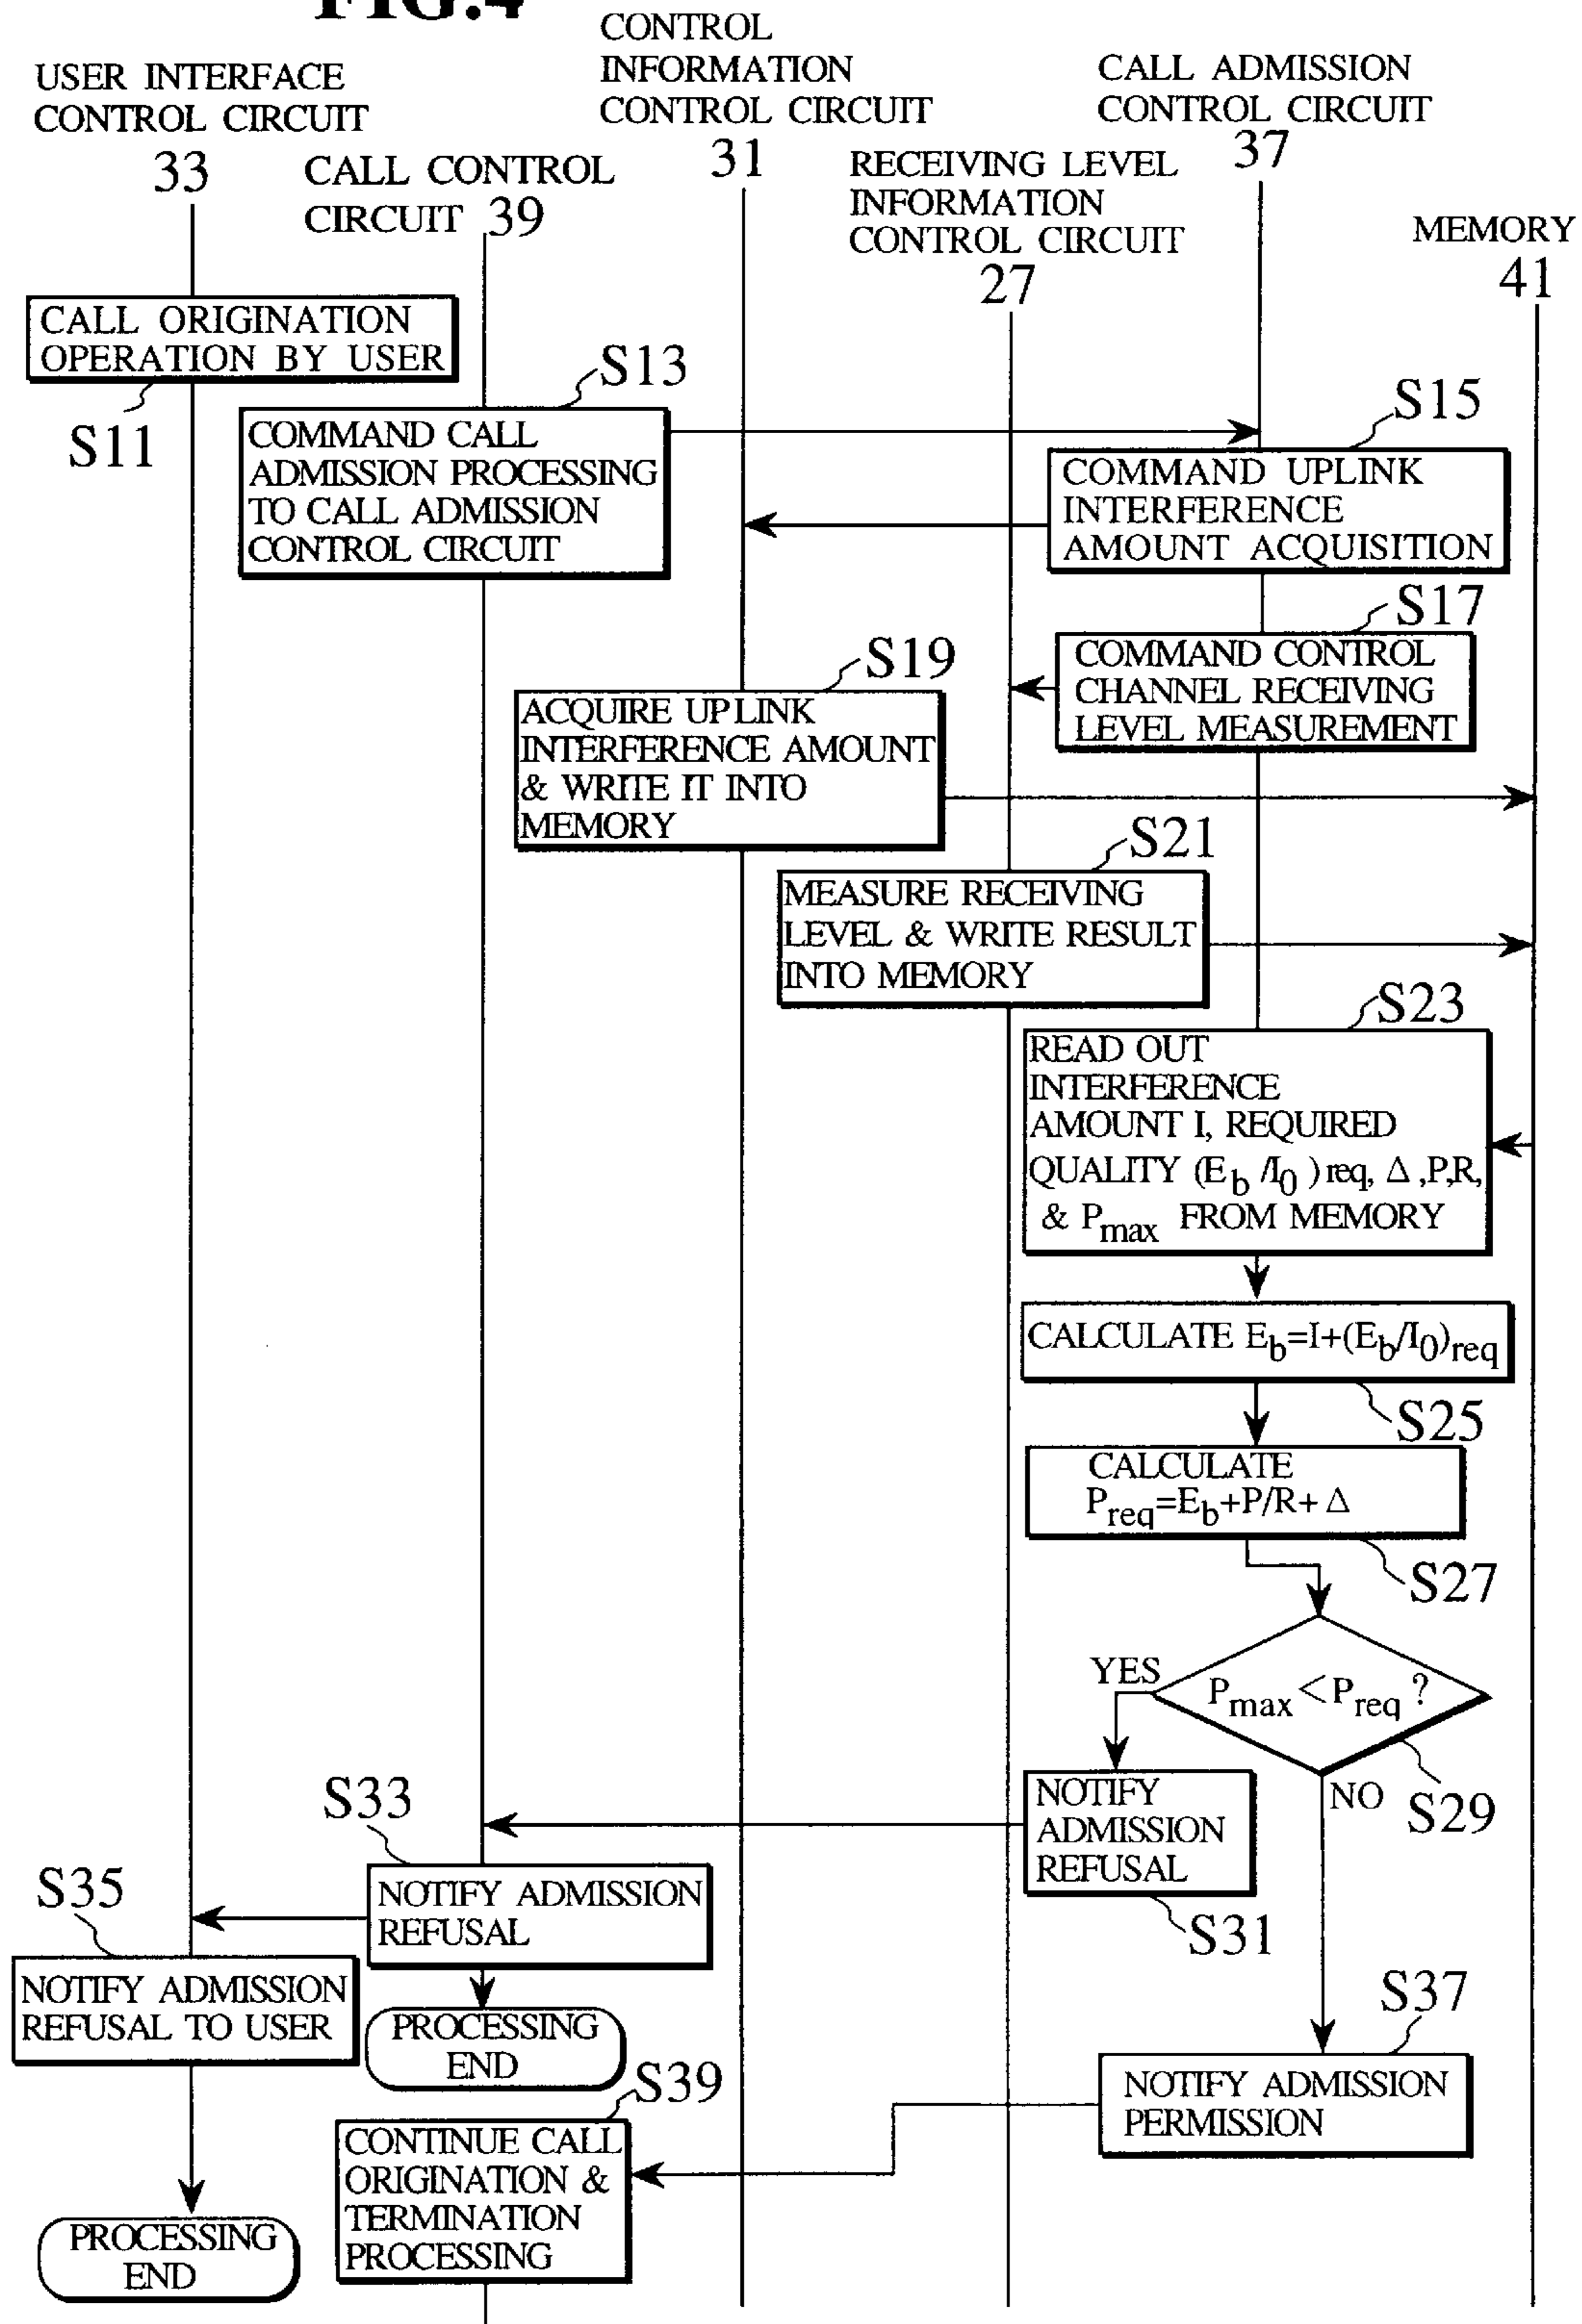 FIG.4
USER INTERFACE
CONTROL CIRCUIT
33
CALL CONTROL
CIRCUIT 39
CONTROL
INFORMATION
CONTROL CIRCUIT
31
RECEIVING LEVEL
INFORMATION
CONTROL CIRCUIT
27
CALL ADMISSION
CONTROL CIRCUIT
37
MEMORY
41
CALL ORIGINATION
OPERATION BY USER
S11
S13
COMMAND CALL
ADMISSION PROCESSING
TO CALL ADMISSION
CONTROL CIRCUIT
S15
COMMAND UPLINK
INTERFERENCE
AMOUNT ACQUISITION
S17
COMMAND CONTROL
CHANNEL RECEIVING
LEVEL MEASUREMENT
S19
ACQUIRE UPLINK
INTERFERENCE AMOUNT
& WRITE IT INTO
MEMORY
S21
MEASURE RECEIVING
LEVEL & WRITE RESULT
INTO MEMORY
S23
READ OUT
INTERFERENCE
AMOUNT I, REQUIRED
QUALITY (Eb/I0)req, Δ,P,R,
& Pmax FROM MEMORY
CALCULATE Eb=I+(Eb/I0)req
S25
CALCULATE
Preq=Eb+P/R+Δ
S27
Pmax<Preq ?
YES
NO
S29
NOTIFY
ADMISSION
REFUSAL
S31
S33
NOTIFY ADMISSION
REFUSAL
S35
NOTIFY ADMISSION
REFUSAL TO USER
PROCESSING
END
S37
NOTIFY ADMISSION
PERMISSION
S39
CONTINUE CALL
ORIGINATION &
TERMINATION
PROCESSING
PROCESSING
END